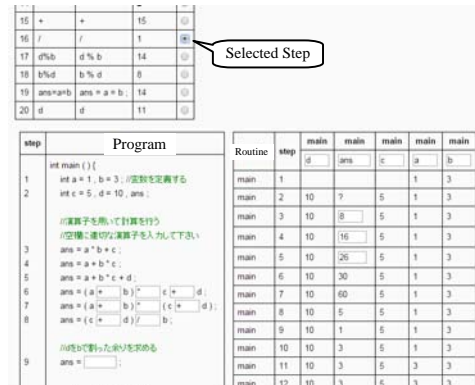 15 + + 15
16 / / 1
Selected Step
17 d%b d % b 14
18 b%d b % d 8
19 ans=a=b ans = a = b ; 14
20 d d 11
step Program
int main ( ) {
1 int a = 1 , b = 3 ; //変数を定義する
2 int c = 5 , d = 10 , ans ;
//演算子を用いて計算を行う
//空欄に適切な演算子を入力して下さい
3 ans = a * b + c ;
4 ans = a + b * c ;
5 ans = a + b * c + d ;
6 ans = ( a + b ) * c + d ;
7 ans = ( a + b ) * ( c + d ) ;
8 ans = ( c + d ) / b ;
//dをbで割った余りを求める
9 ans = ;
Routine step main main main main main
d ans c a b
main 1 1 3
main 2 10 ? 5 1 3
main 3 10 8 5 1 3
main 4 10 16 5 1 3
main 5 10 26 5 1 3
main 6 10 30 5 1 3
main 7 10 60 5 1 3
main 8 10 5 5 1 3
main 9 10 1 5 1 3
main 10 10 3 5 1 3
main 11 10 3 5 3 3
main 12 10 15 5 3 3